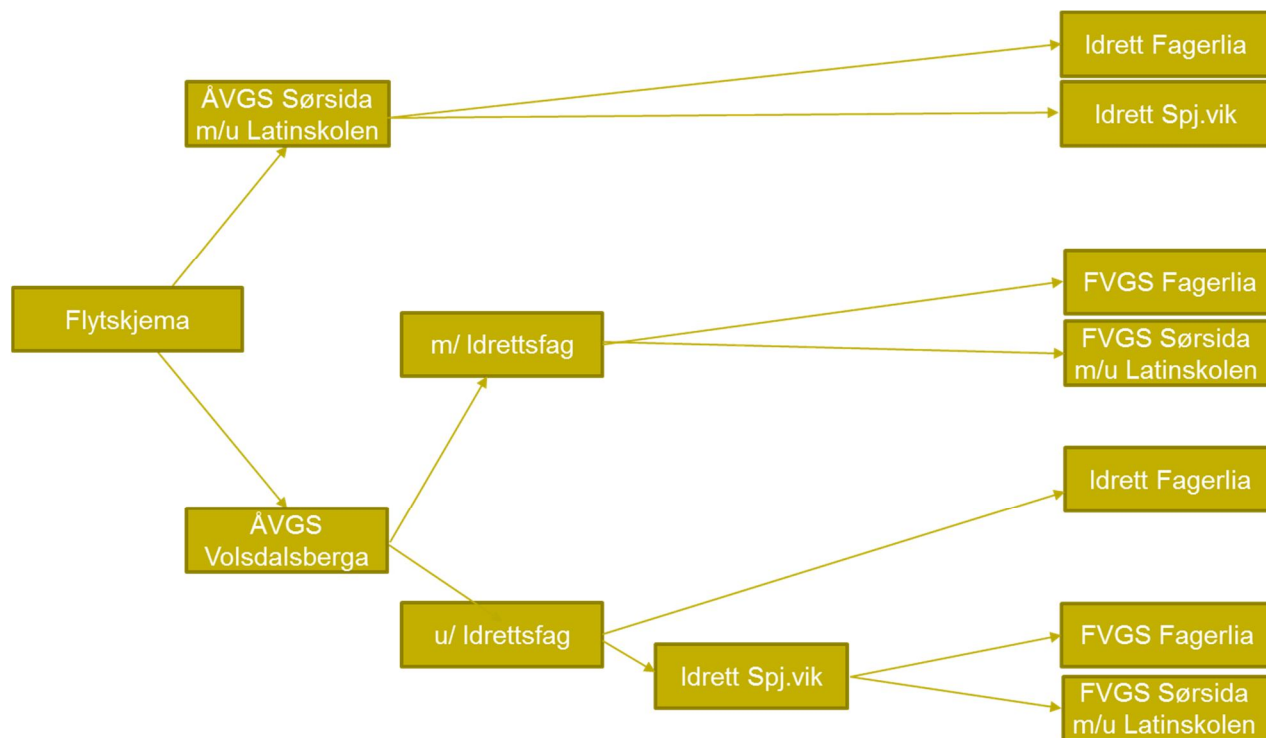 Idrett Fagerlia
ÅVGS Sørsida
m/u Latinskolen
Idrett Spj.vik
FVGS Fagerlia
Flytskjema
m/ Idrettsfag
FVGS Sørsida
m/u Latinskolen
Idrett Fagerlia
ÅVGS
Volsdalsberga
u/ Idrettsfag
FVGS Fagerlia
Idrett Spj.vik
FVGS Sørsida
m/u Latinskolen